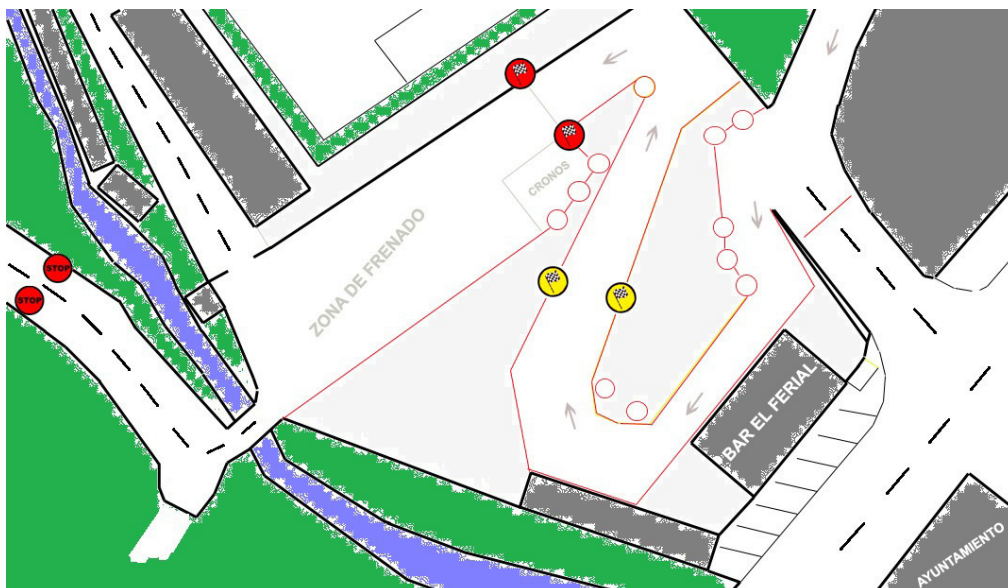 CRONOS
ZONA DE FRENADO
STOP
STOP
BAR EL FERIAL
AYUNTAMIENTO